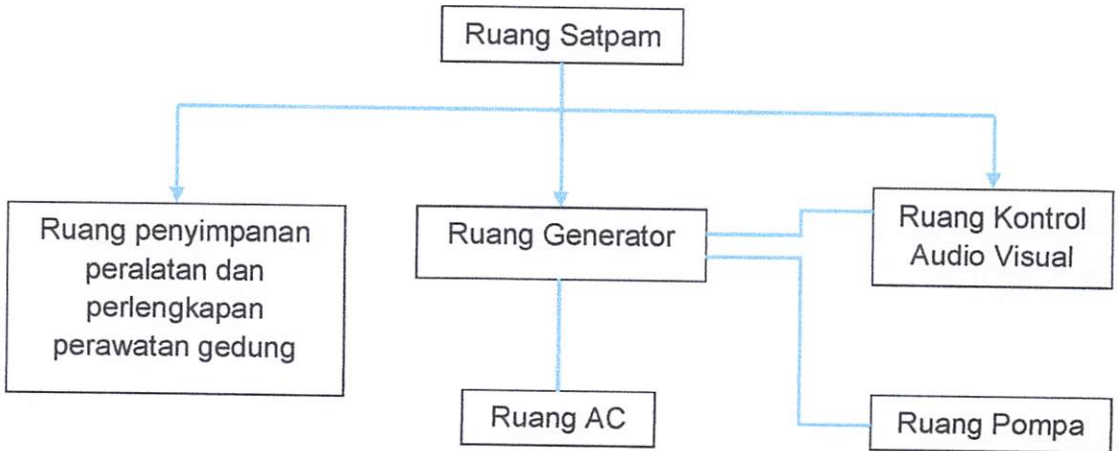 Ruang Satpam
Ruang penyimpanan
peralatan dan
perlengkapan
perawatan gedung
Ruang Generator
Ruang Kontrol
Audio Visual
Ruang AC
Ruang Pompa